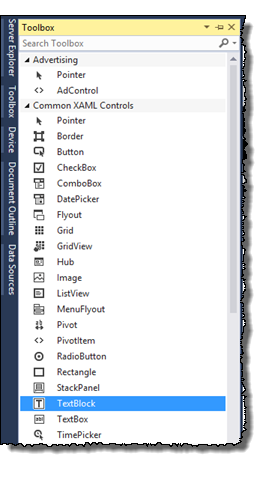 Toolbox
Search Toolbox
Advertising
Pointer
AdControl
Common XAML Controls
Pointer
Border
Button
CheckBox
ComboBox
DatePicker
Flyout
Grid
GridView
Hub
Image
ListView
MenuFlyout
Pivot
PivotItem
RadioButton
Rectangle
StackPanel
TextBlock
TextBox
TimePicker
Server Explorer
Toolbox
Device
Document Outline
Data Sources